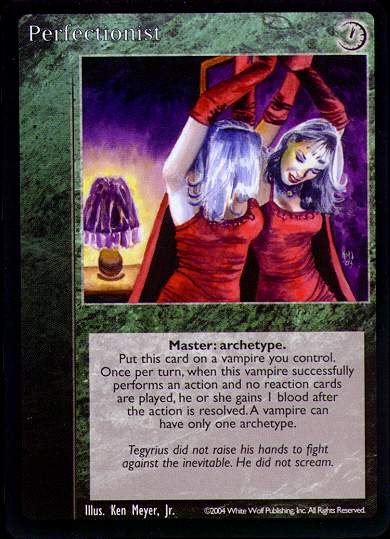 Perfectionist
Master: archetype.
Put this card on a vampire you control.
Once per turn, when this vampire successfully
performs an action and no reaction cards
are played, he or she gains 1 blood after
the action is resolved. A vampire can
have only one archetype.
Tegyrius did not raise his hands to fight
against the inevitable. He did not scream.
Illus. Ken Meyer, Jr.
©2004 White Wolf Publishing, Inc. All Rights Reserved.